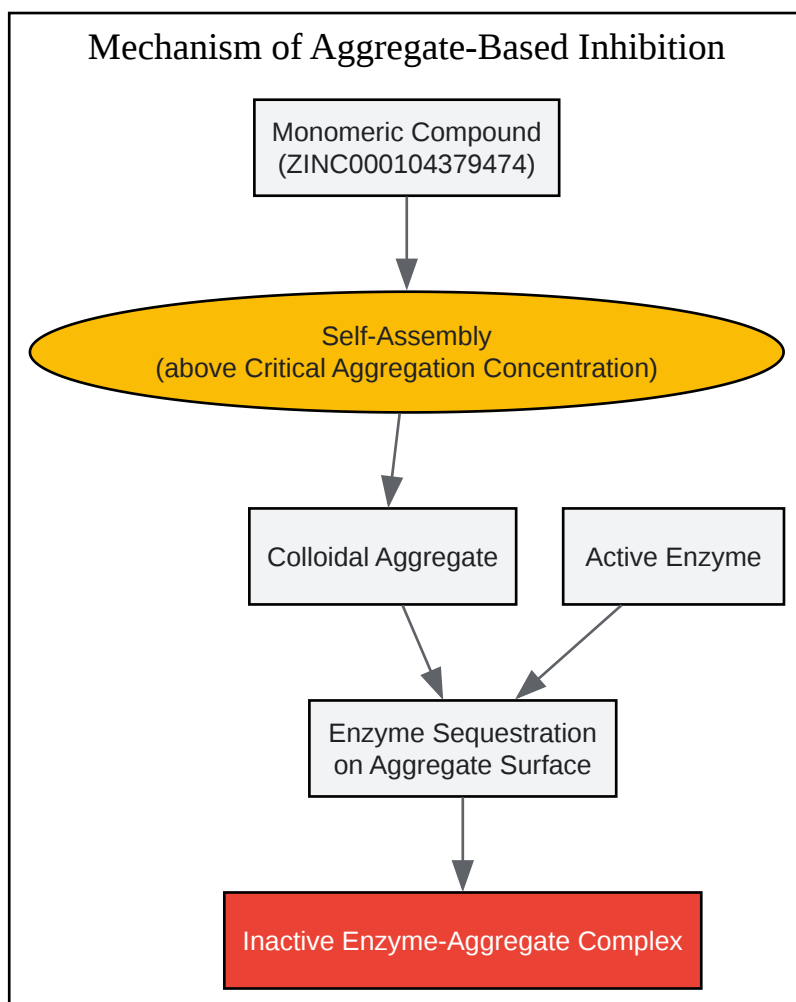 Mechanism of Aggregate-Based Inhibition
Monomeric Compound
(ZINC000104379474)
Self-Assembly
(above Critical Aggregation Concentration)
Colloidal Aggregate
Active Enzyme
Enzyme Sequestration
on Aggregate Surface
Inactive Enzyme-Aggregate Complex